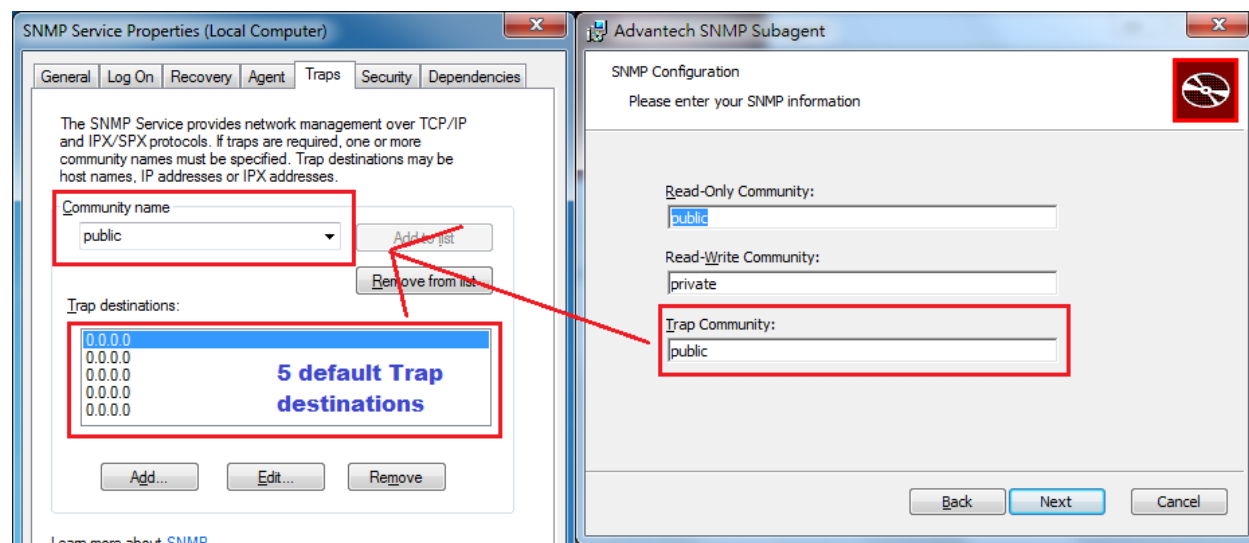 SNMP Service Properties (Local Computer)
General Log On Recovery Agent Traps Security Dependencies
The SNMP Service provides network management over TCP/IP
and IPX/SPX protocols. If traps are required, one or more
community names must be specified. Trap destinations may be
host names, IP addresses or IPX addresses.
Community name
public
Add to list
Remove from list
Trap destinations:
0.0.0.0
0.0.0.0
0.0.0.0
0.0.0.0
0.0.0.0
5 default Trap
destinations
Add...
Edit...
Remove
Learn more about SNMP
Advantech SNMP Subagent
SNMP Configuration
Please enter your SNMP information
Read-Only Community:
public
Read-Write Community:
private
Trap Community:
public
Back
Next
Cancel